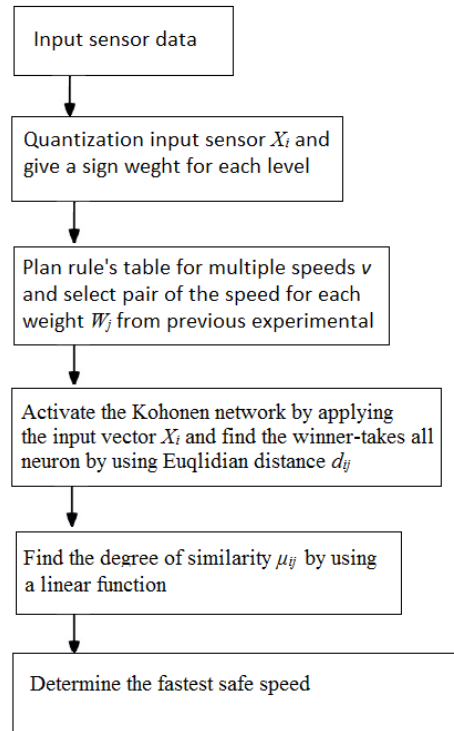 Input sensor data
Quantization input sensor Xi and
give a sign weght for each level
Plan rule's table for multiple speeds v
and select pair of the speed for each
weight Wj from previous experimental
Activate the Kohonen network by applying
the input vector Xi and find the winner-takes all
neuron by using Euqlidian distance dij
Find the degree of similarity μij by using
a linear function
Determine the fastest safe speed